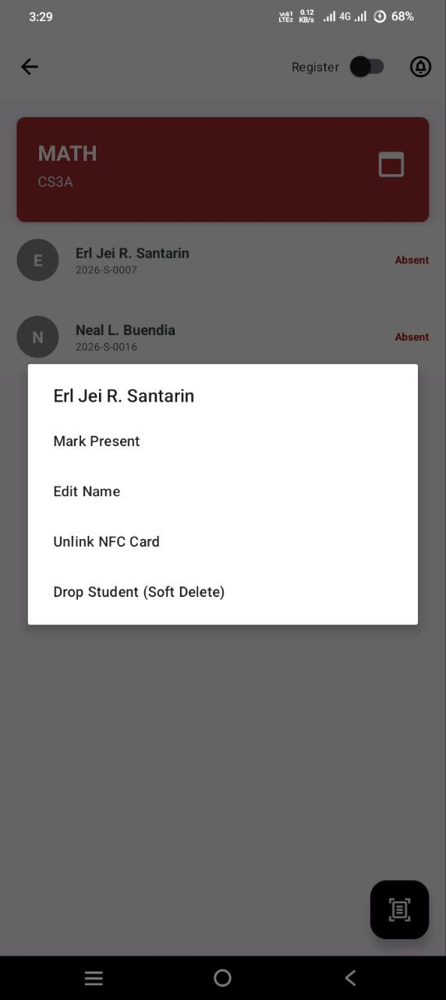 3:29
Vo1
LTE2
0.12
KB/s
4G
68%
Register
MATH
CS3A
E
Erl Jei R. Santarin
2026-S-0007
Absent
N
Neal L. Buendia
2026-S-0016
Absent
Erl Jei R. Santarin
Mark Present
Edit Name
Unlink NFC Card
Drop Student (Soft Delete)